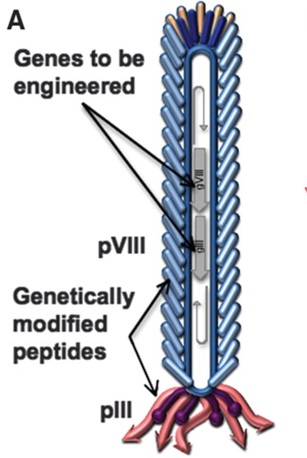 A
Genes to be
engineered
gVIII
pVIII
gIII
Genetically
modified
peptides
pIII